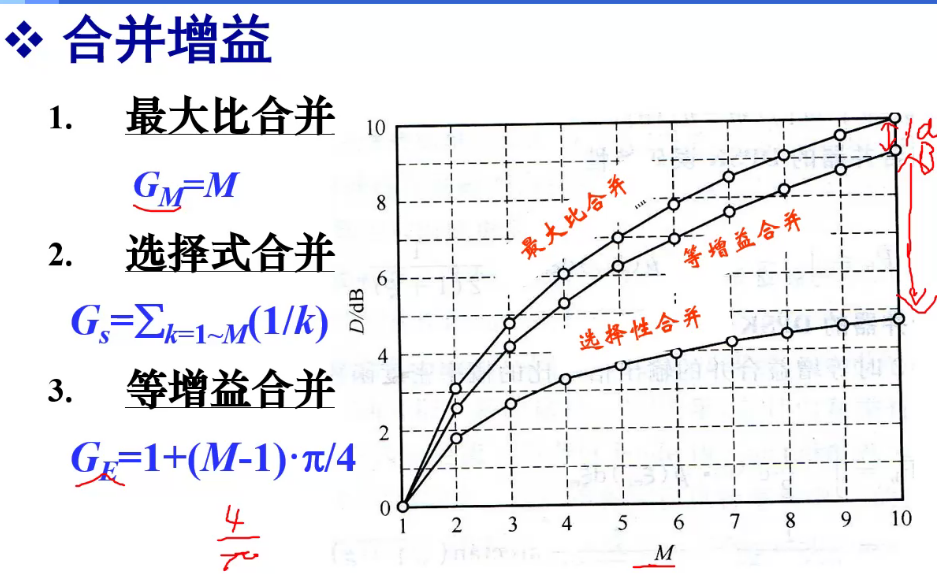 ❖ 合并增益
1. 最大比合并
G_M=M
2. 选择式合并
G_s=∑_{k=1~M}(1/k)
3. 等增益合并
G_E=1+(M-1)·π/4
4
π
D/dB
10
8
6
4
2
0
最大比合并
等增益合并
选择性合并
1dB
1 2 3 4 5 6 7 8 9 10
M